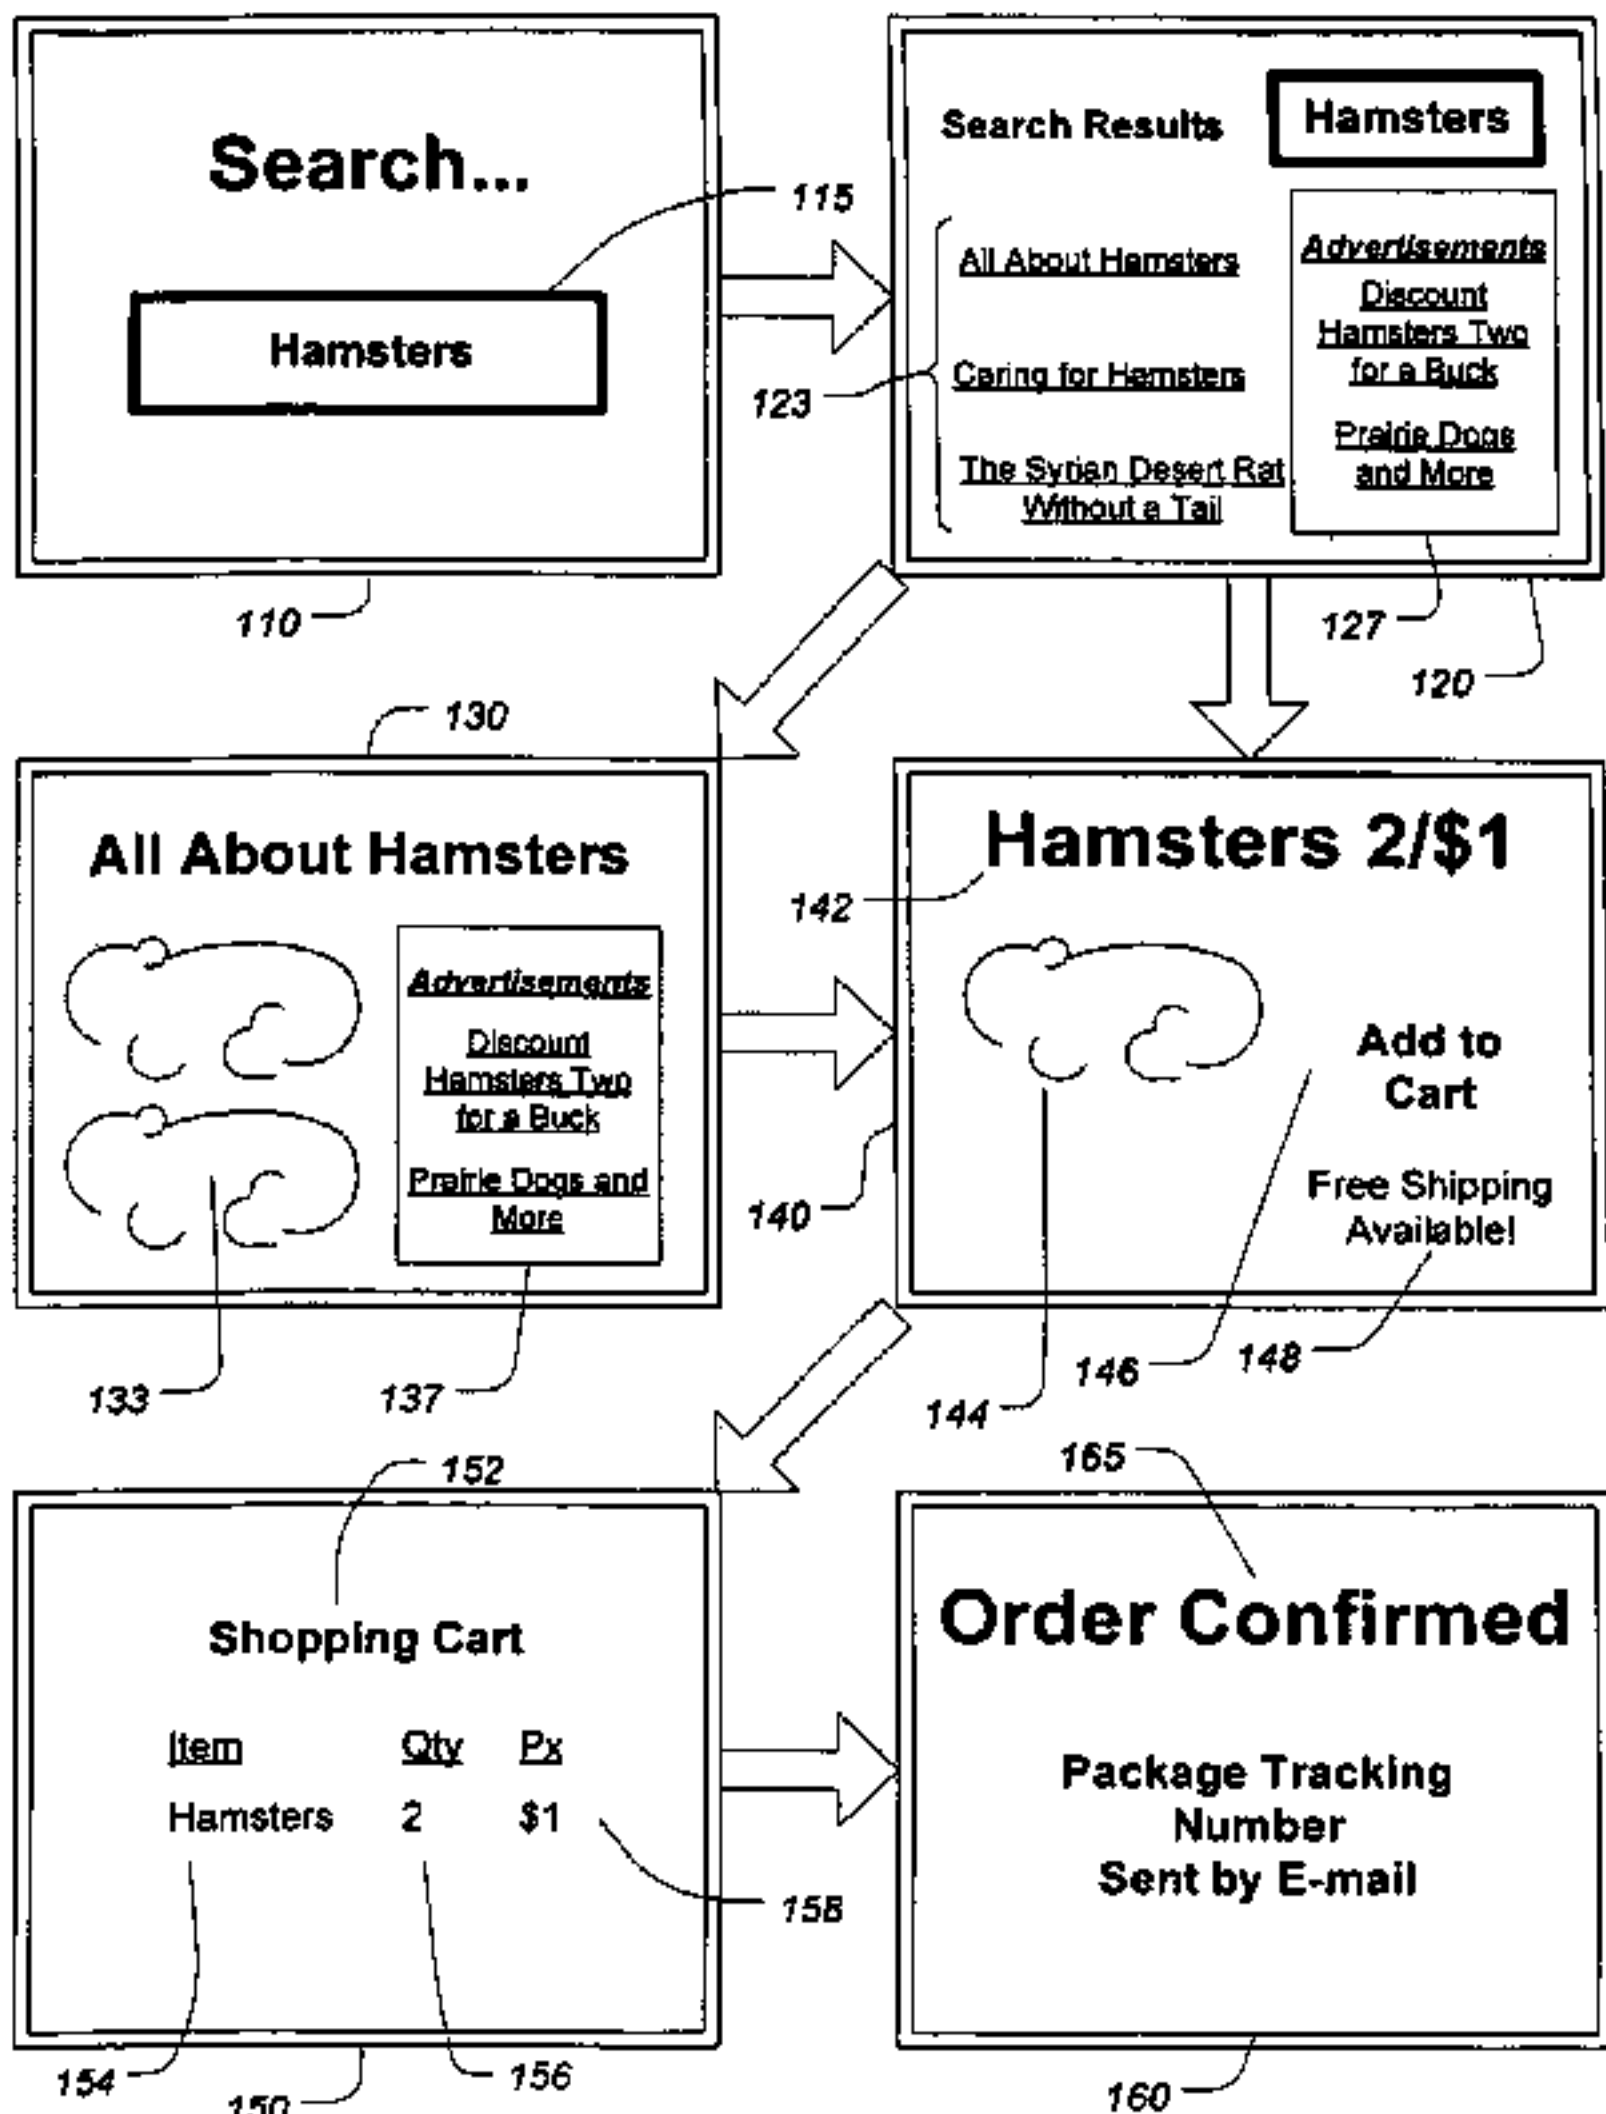 Search...
115
Hamsters
110
Search Results
Hamsters
All About Hamsters
Caring for Hamsters
The Syrian Desert Rat
Without a Tail
123
Advertisements
Discount
Hamsters Two
for a Buck
Prairie Dogs
and More
127
120
130
All About Hamsters
Advertisements
Discount
Hamsters Two
for a Buck
Prairie Dogs and
More
133
137
Hamsters 2/$1
142
Add to
Cart
140
Free Shipping
Available!
146
148
144
152
Shopping Cart
Item Qty Px
Hamsters 2 $1
158
154
156
150
165
Order Confirmed
Package Tracking
Number
Sent by E-mail
160